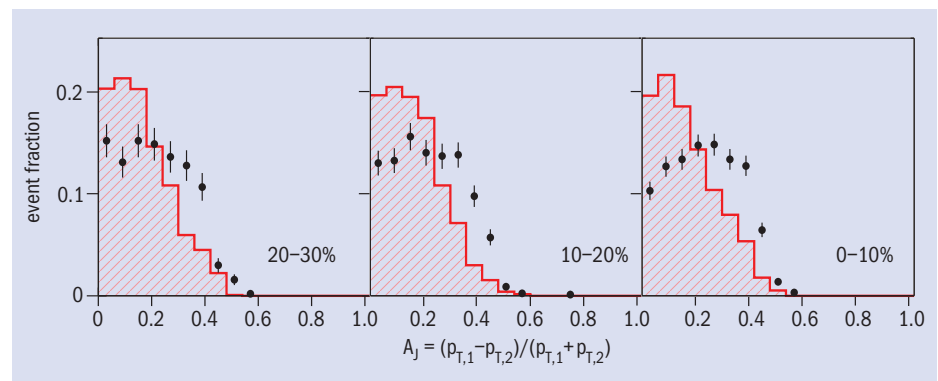 event fraction
0.2
0.1
0
20–30%
10–20%
0–10%
0 0.2 0.4 0.6 0.8 1.0 0.2 0.4 0.6 0.8 1.0 0.2 0.4 0.6 0.8 1.0
A_J = (p_T,1–p_T,2)/(p_T,1+p_T,2)